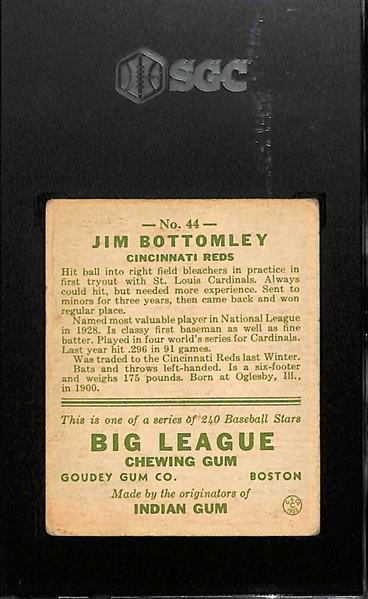 SGC
— No. 44 —
JIM BOTTOMLEY
CINCINNATI REDS
Hit ball into right field bleachers in practice in
first tryout with St. Louis Cardinals. Always
could hit, but needed more experience. Sent to
minors for three years, then came back and won
regular place.
Named most valuable player in National League
in 1928. Is classy first baseman as well as fine
batter. Played in four world's series for Cardinals.
Last year hit .296 in 91 games.
Was traded to the Cincinnati Reds last Winter.
Bats and throws left-handed. Is a six-footer
and weighs 175 pounds. Born at Oglesby, Ill.,
in 1900.
This is one of a series of 240 Baseball Stars
BIG LEAGUE
CHEWING GUM
GOUDEY GUM CO. BOSTON
Made by the originators of
INDIAN GUM